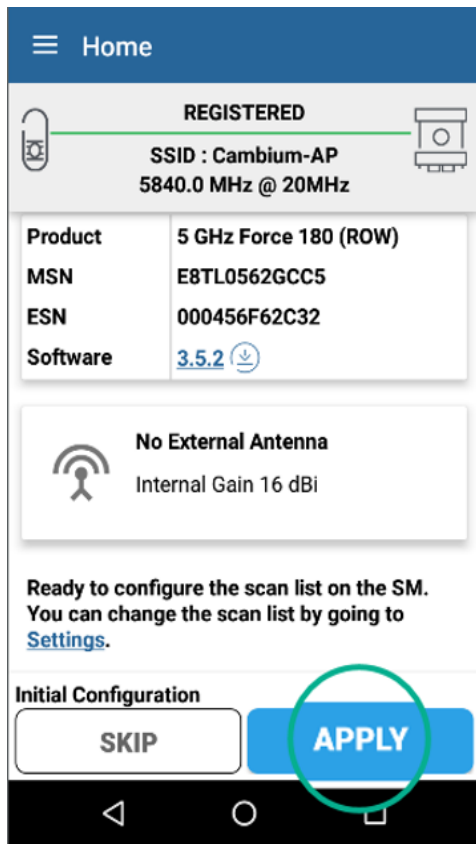 Home
REGISTERED
SSID : Cambium-AP
5840.0 MHz @ 20MHz
Product 5 GHz Force 180 (ROW)
MSN E8TL0562GCC5
ESN 000456F62C32
Software 3.5.2
No External Antenna
Internal Gain 16 dBi
Ready to configure the scan list on the SM.
You can change the scan list by going to
Settings.
Initial Configuration
SKIP APPLY